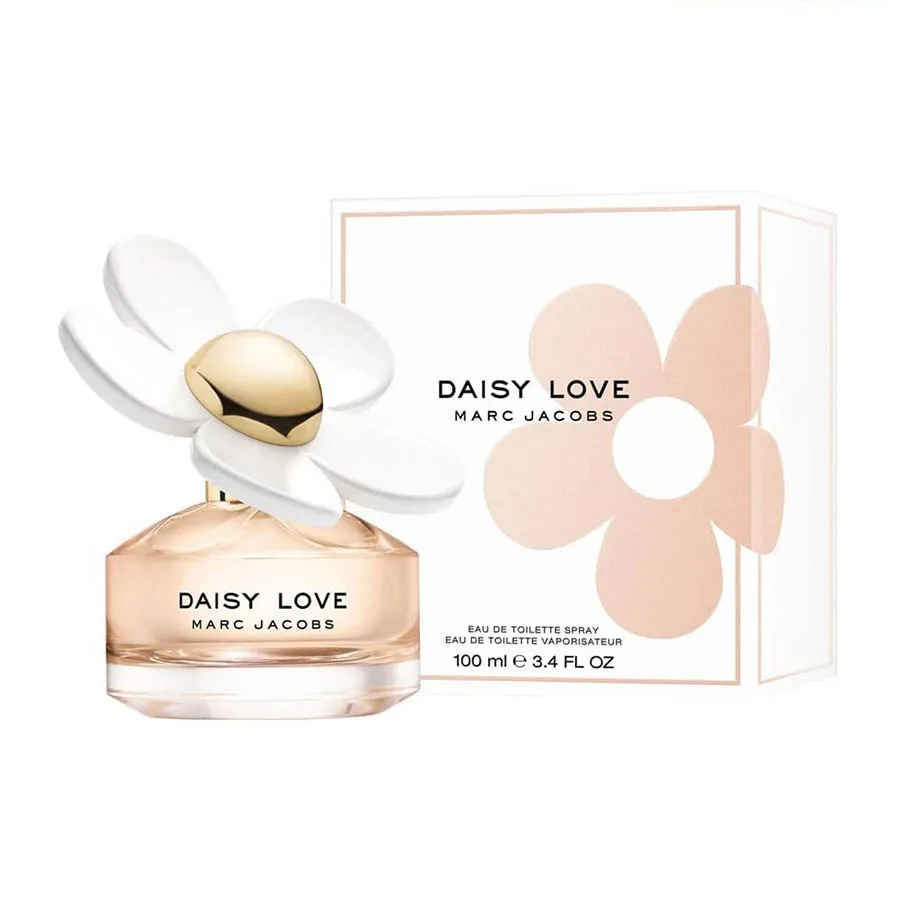 DAISY LOVE
MARC JACOBS
EAU DE TOILETTE SPRAY
EAU DE TOILETTE VAPORISATEUR
100 ml ℮ 3.4 FL OZ
DAISY LOVE
MARC JACOBS